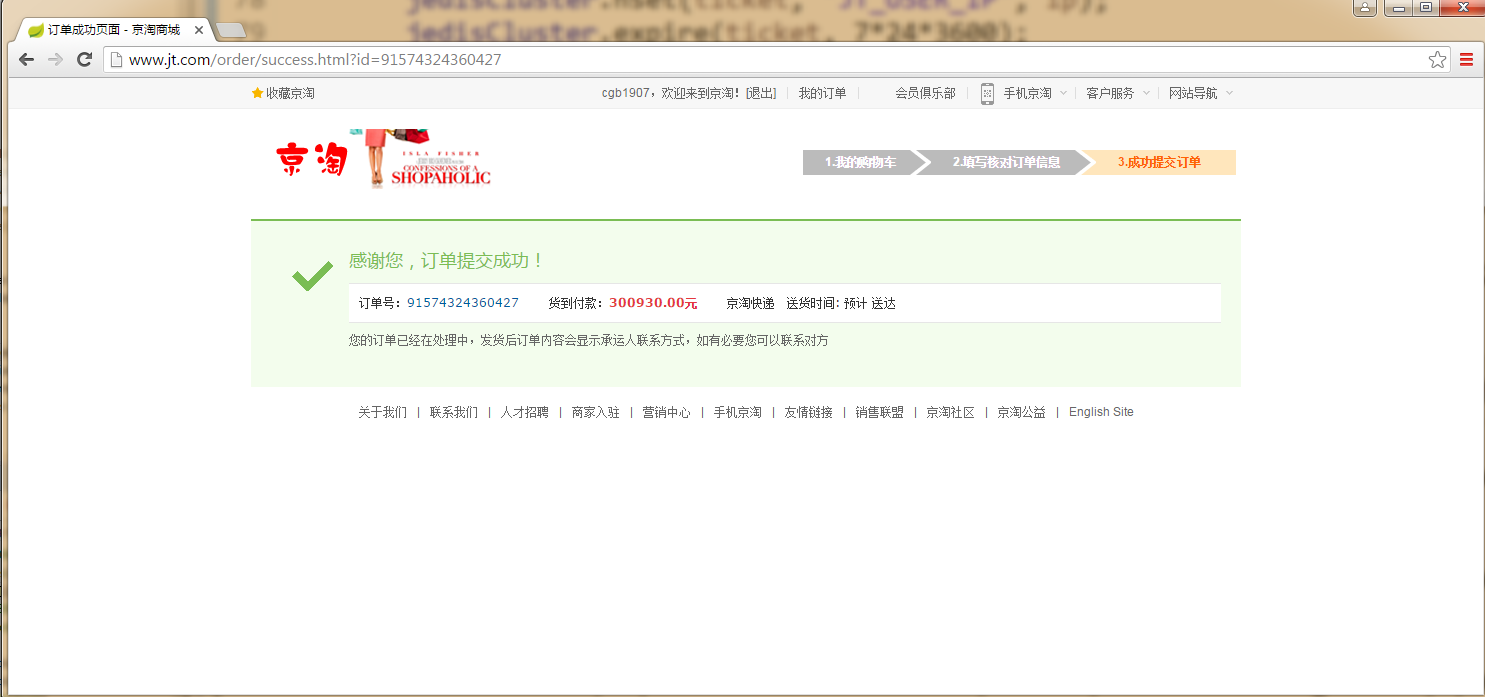 78 jedisCluster.hset(ticket, "JT_USER_IP", ip);
79 jedisCluster.expire(ticket, 7*24*3600);
订单成功页面 - 京淘商城
www.jt.com/order/success.html?id=91574324360427
收藏京淘 cgb1907，欢迎来到京淘！[退出] 我的订单 会员俱乐部 手机京淘 客户服务 网站导航
京淘
ISLA FISHER
CONFESSIONS OF A
SHOPAHOLIC
1.我的购物车 2.填写核对订单信息 3.成功提交订单
感谢您，订单提交成功！
订单号：91574324360427 货到付款：300930.00元 京淘快递 送货时间: 预计 送达
您的订单已经在处理中，发货后订单内容会显示承运人联系方式，如有必要您可以联系对方
关于我们 | 联系我们 | 人才招聘 | 商家入驻 | 营销中心 | 手机京淘 | 友情链接 | 销售联盟 | 京淘社区 | 京淘公益 | English Site